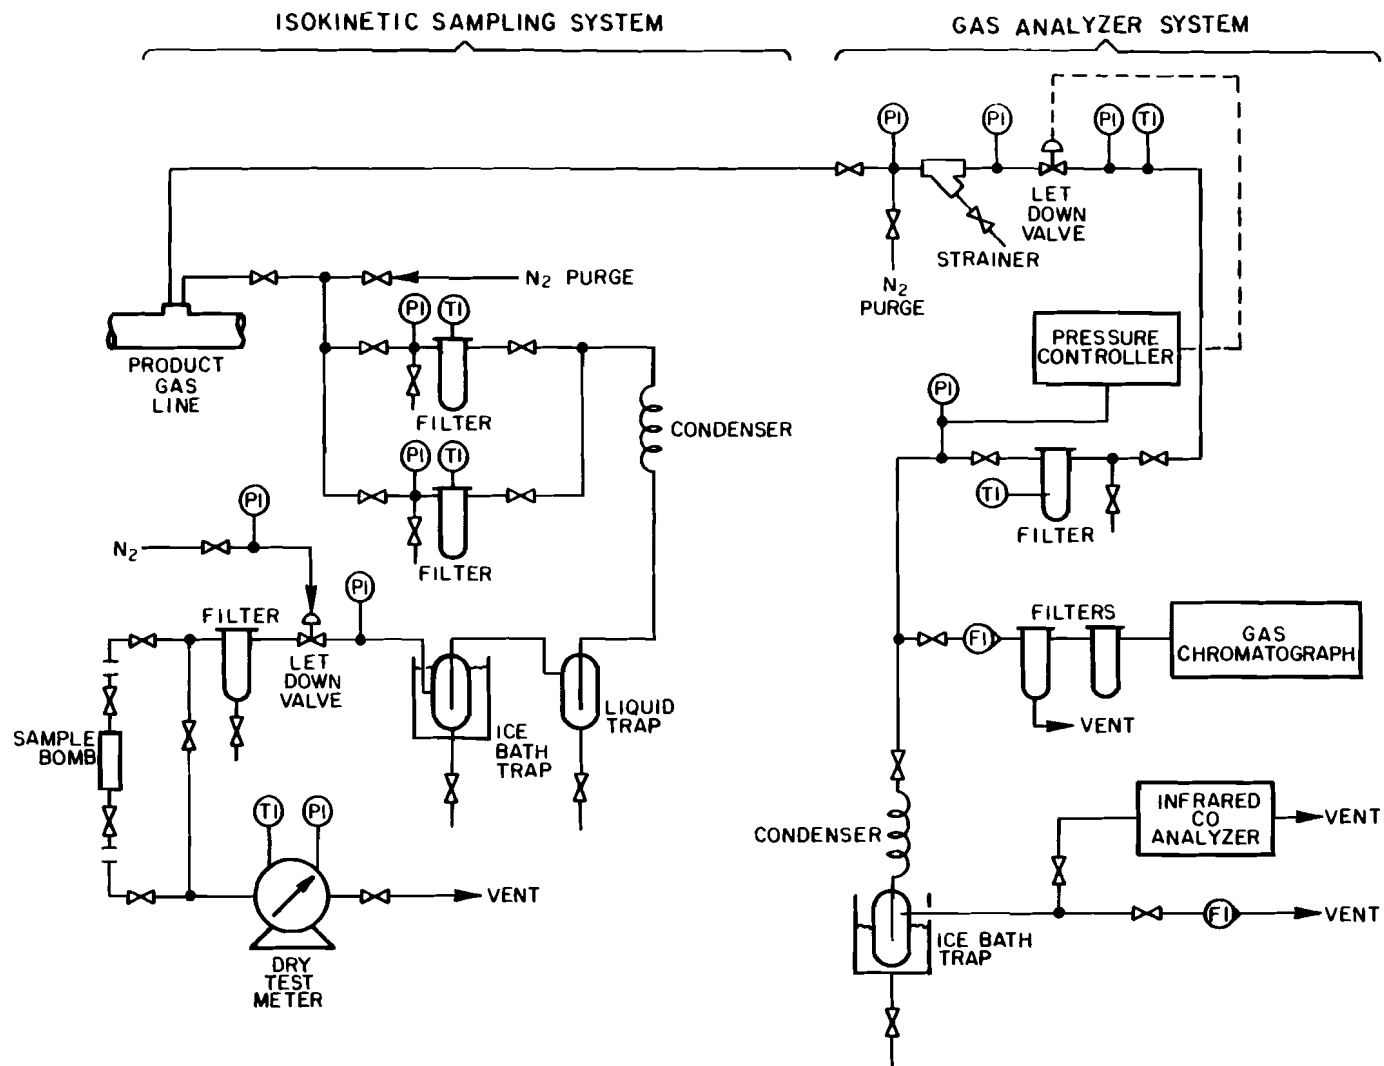 ISOKINETIC SAMPLING SYSTEM
GAS ANALYZER SYSTEM
PI
PI
PI
TI
LET
DOWN
VALVE
STRAINER
N2
PURGE
N2 PURGE
PI
TI
FILTER
PRODUCT
GAS
LINE
PRESSURE
CONTROLLER
CONDENSER
PI
PI
TI
FILTER
TI
FILTER
PI
N2
PI
FILTER
LET
DOWN
VALVE
ICE
BATH
TRAP
LIQUID
TRAP
SAMPLE
BOMB
TI
PI
VENT
DRY
TEST
METER
FI
FILTERS
GAS
CHROMATOGRAPH
VENT
CONDENSER
INFRARED
CO
ANALYZER
VENT
FI
VENT
ICE BATH
TRAP